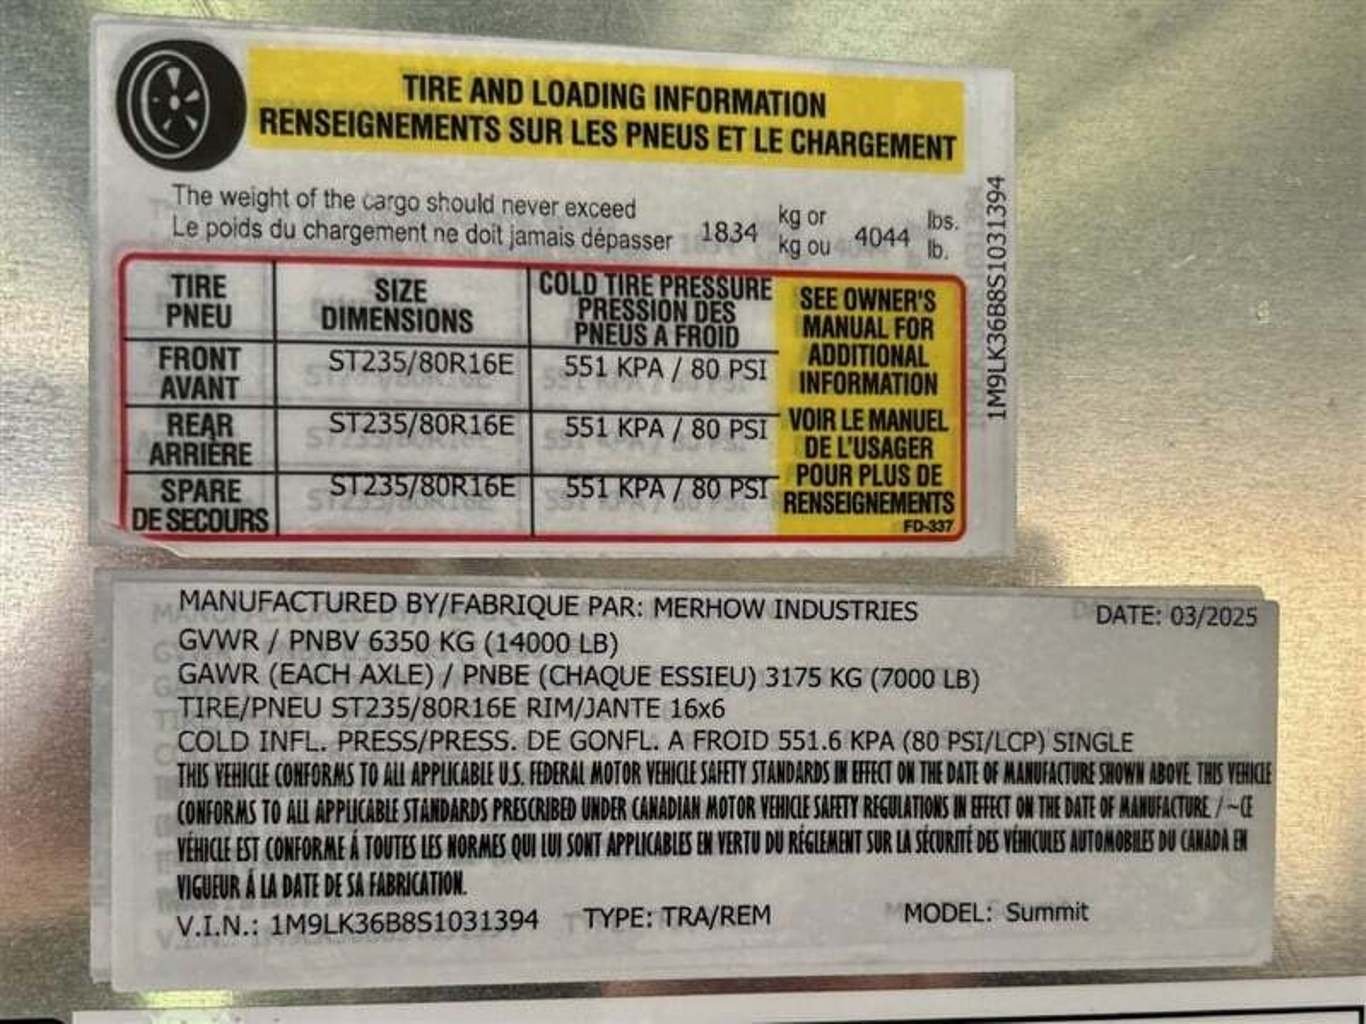 TIRE AND LOADING INFORMATION
RENSEIGNEMENTS SUR LES PNEUS ET LE CHARGEMENT
The weight of the cargo should never exceed
Le poids du chargement ne doit jamais dépasser
1834
kg or
kg ou
4044
lbs.
lb.
1M9LK36B8S1031394
TIRE
PNEU
SIZE
DIMENSIONS
COLD TIRE PRESSURE
PRESSION DES
PNEUS A FROID
FRONT
AVANT
ST235/80R16E
551 KPA / 80 PSI
REAR
ARRIÈRE
ST235/80R16E
551 KPA / 80 PSI
SPARE
DE SECOURS
ST235/80R16E
551 KPA / 80 PSI
SEE OWNER'S
MANUAL FOR
ADDITIONAL
INFORMATION
VOIR LE MANUEL
DE L'USAGER
POUR PLUS DE
RENSEIGNEMENTS
FD-337
MANUFACTURED BY/FABRIQUE PAR: MERHOW INDUSTRIES DATE: 03/2025
GVWR / PNBV 6350 KG (14000 LB)
GAWR (EACH AXLE) / PNBE (CHAQUE ESSIEU) 3175 KG (7000 LB)
TIRE/PNEU ST235/80R16E RIM/JANTE 16x6
COLD INFL. PRESS/PRESS. DE GONFL. A FROID 551.6 KPA (80 PSI/LCP) SINGLE
THIS VEHICLE CONFORMS TO ALL APPLICABLE U.S. FEDERAL MOTOR VEHICLE SAFETY STANDARDS IN EFFECT ON THE DATE OF MANUFACTURE SHOWN ABOVE. THIS VEHICLE
CONFORMS TO ALL APPLICABLE STANDARDS PRESCRIBED UNDER CANADIAN MOTOR VEHICLE SAFETY REGULATIONS IN EFFECT ON THE DATE OF MANUFACTURE. / ~CE
VÉHICLE EST CONFORME Á TOUTES LES NORMES QUI LUI SONT APPLICABLES EN VERTU DU RÉGLEMENT SUR LA SÉCURITÉ DES VÉHICULES AUTOMOBILES DU CANADA EN
VIGUEUR Á LA DATE DE SA FABRICATION.
V.I.N.: 1M9LK36B8S1031394 TYPE: TRA/REM MODEL: Summit